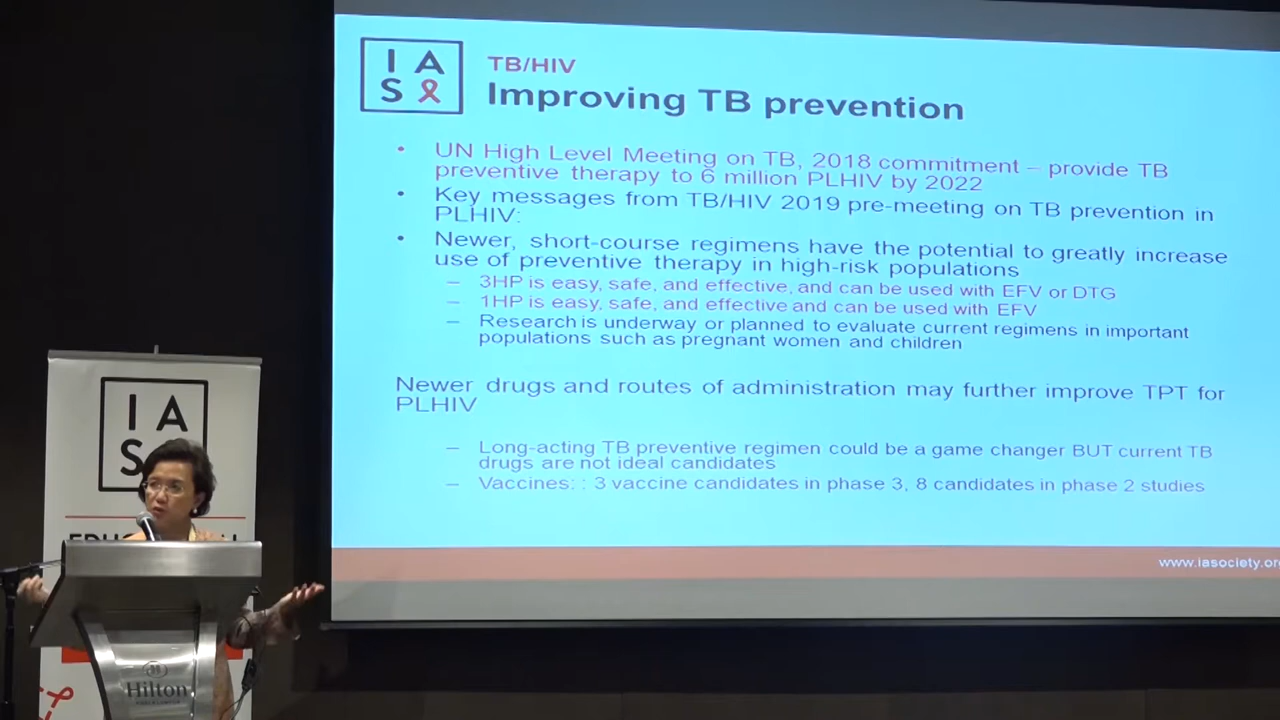 I A
S
TB/HIV
Improving TB prevention
• UN High Level Meeting on TB, 2018 commitment – provide TB
preventive therapy to 6 million PLHIV by 2022
• Key messages from TB/HIV 2019 pre-meeting on TB prevention in
PLHIV:
• Newer, short-course regimens have the potential to greatly increase
use of preventive therapy in high-risk populations
– 3HP is easy, safe, and effective, and can be used with EFV or DTG
– 1HP is easy, safe, and effective and can be used with EFV
– Research is underway or planned to evaluate current regimens in important
populations such as pregnant women and children
Newer drugs and routes of administration may further improve TPT for
PLHIV
– Long-acting TB preventive regimen could be a game changer BUT current TB
drugs are not ideal candidates
– Vaccines: : 3 vaccine candidates in phase 3, 8 candidates in phase 2 studies
www.iasociety.org
I A
S
Hilton